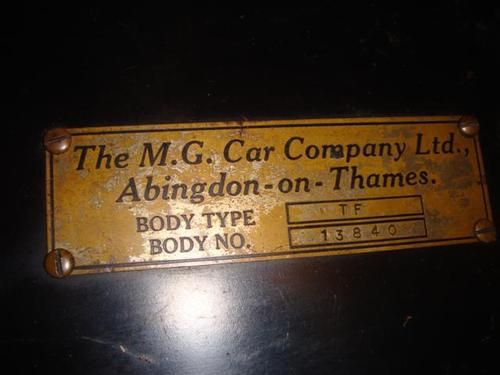 The M.G. Car Company Ltd.,
Abingdon-on-Thames.
BODY TYPE TF
BODY NO. 13840